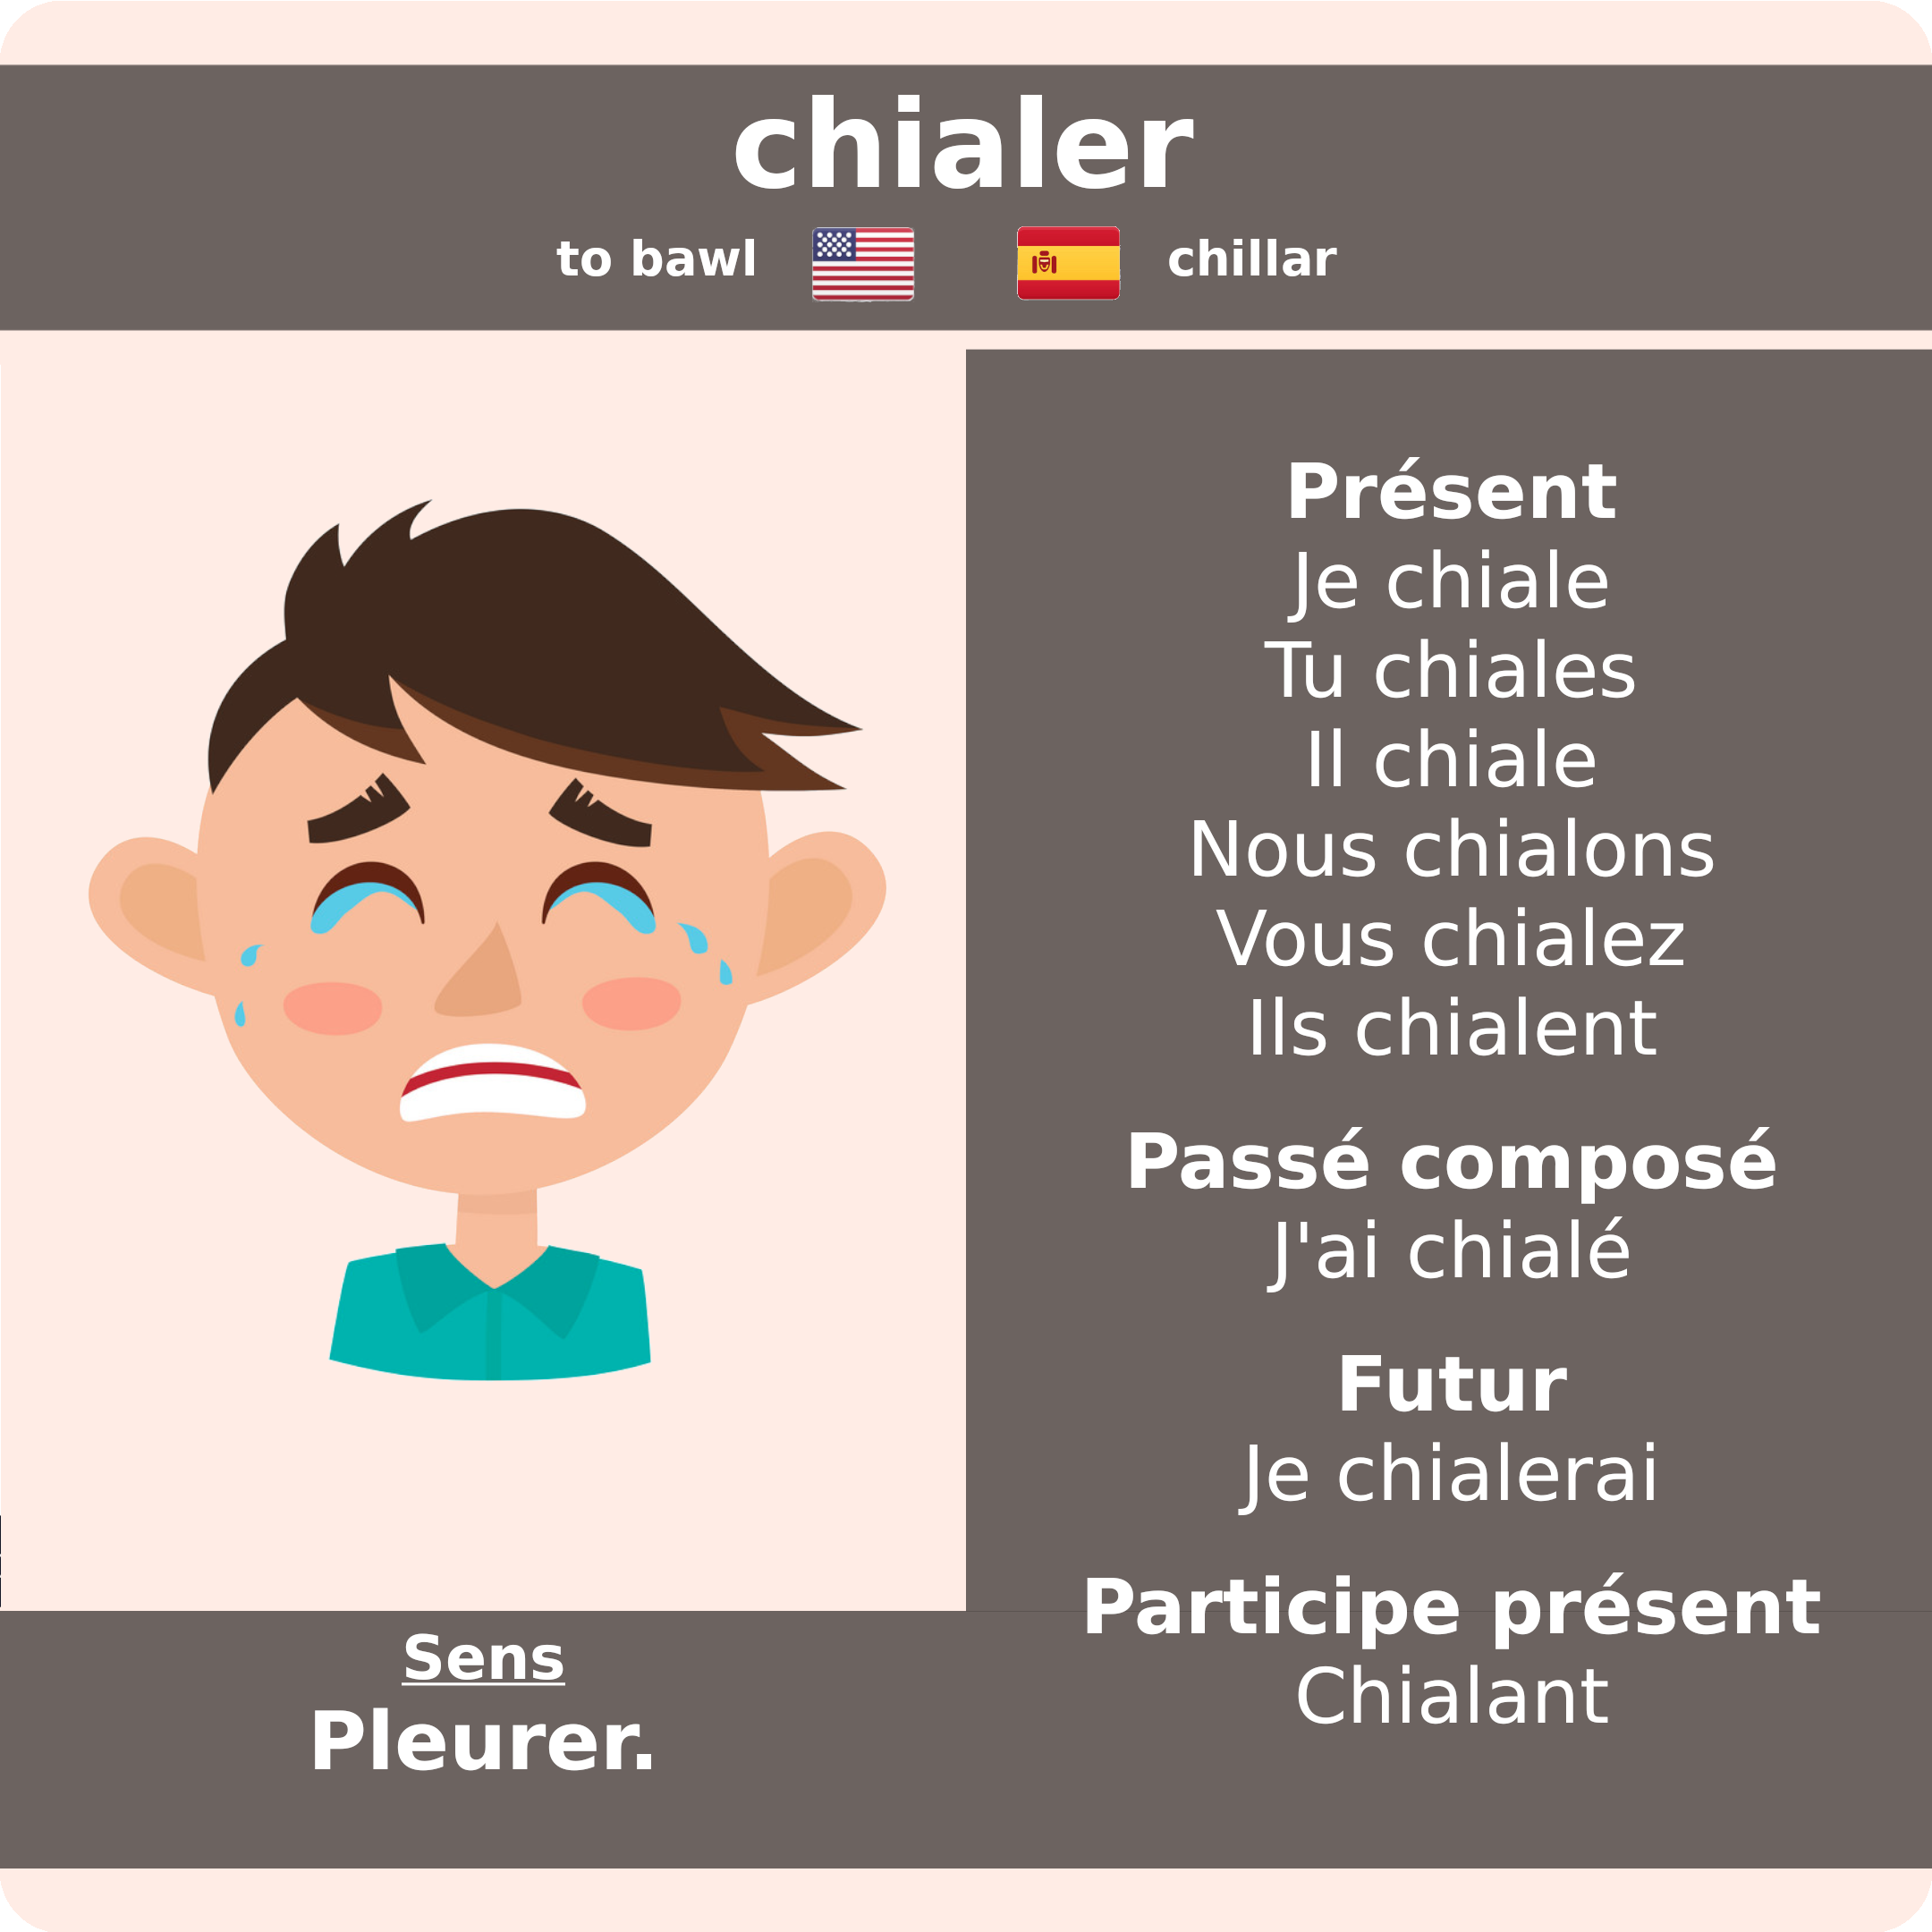 chialer
to bawl
chillar
Présent
Je chiale
Tu chiales
Il chiale
Nous chialons
Vous chialez
Ils chialent
Passé composé
J'ai chialé
Futur
Je chialerai
Participe présent
Chialant
Sens
Pleurer.